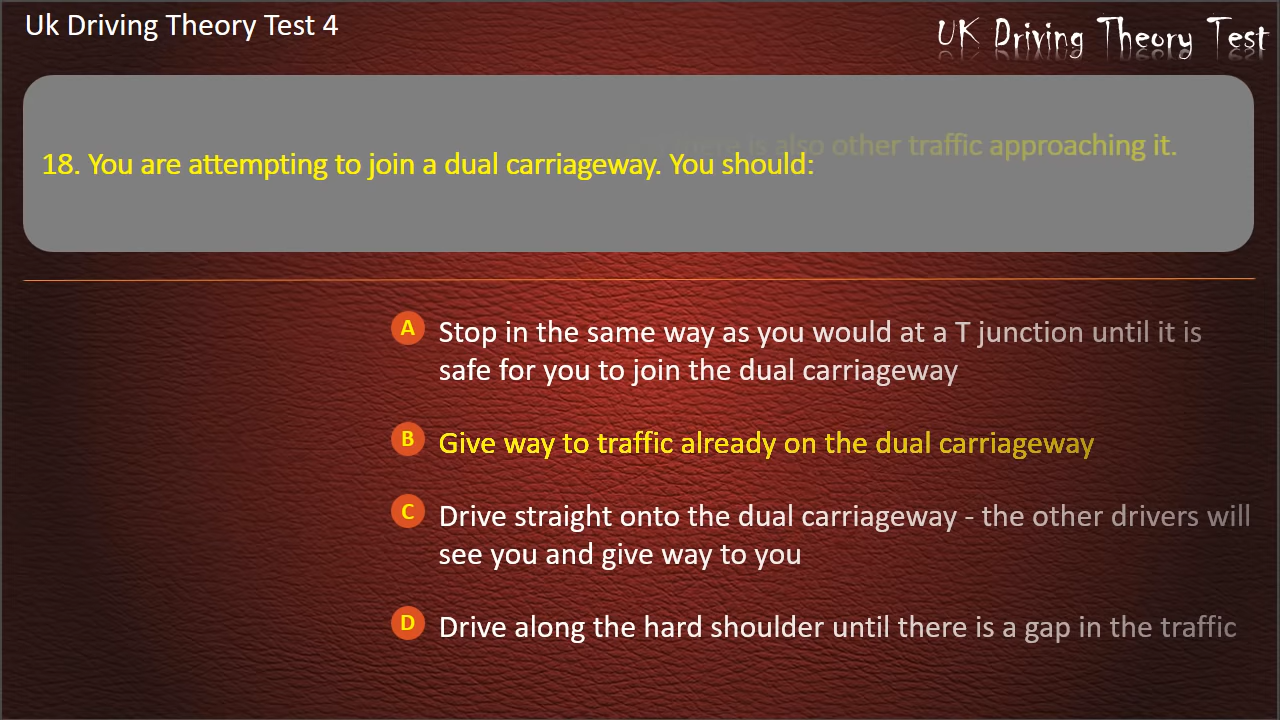 Uk Driving Theory Test 4
UK Driving Theory Test
is also other traffic approaching it.
18. You are attempting to join a dual carriageway. You should:
A Stop in the same way as you would at a T junction until it is
safe for you to join the dual carriageway
B Give way to traffic already on the dual carriageway
C Drive straight onto the dual carriageway - the other drivers will
see you and give way to you
D Drive along the hard shoulder until there is a gap in the traffic